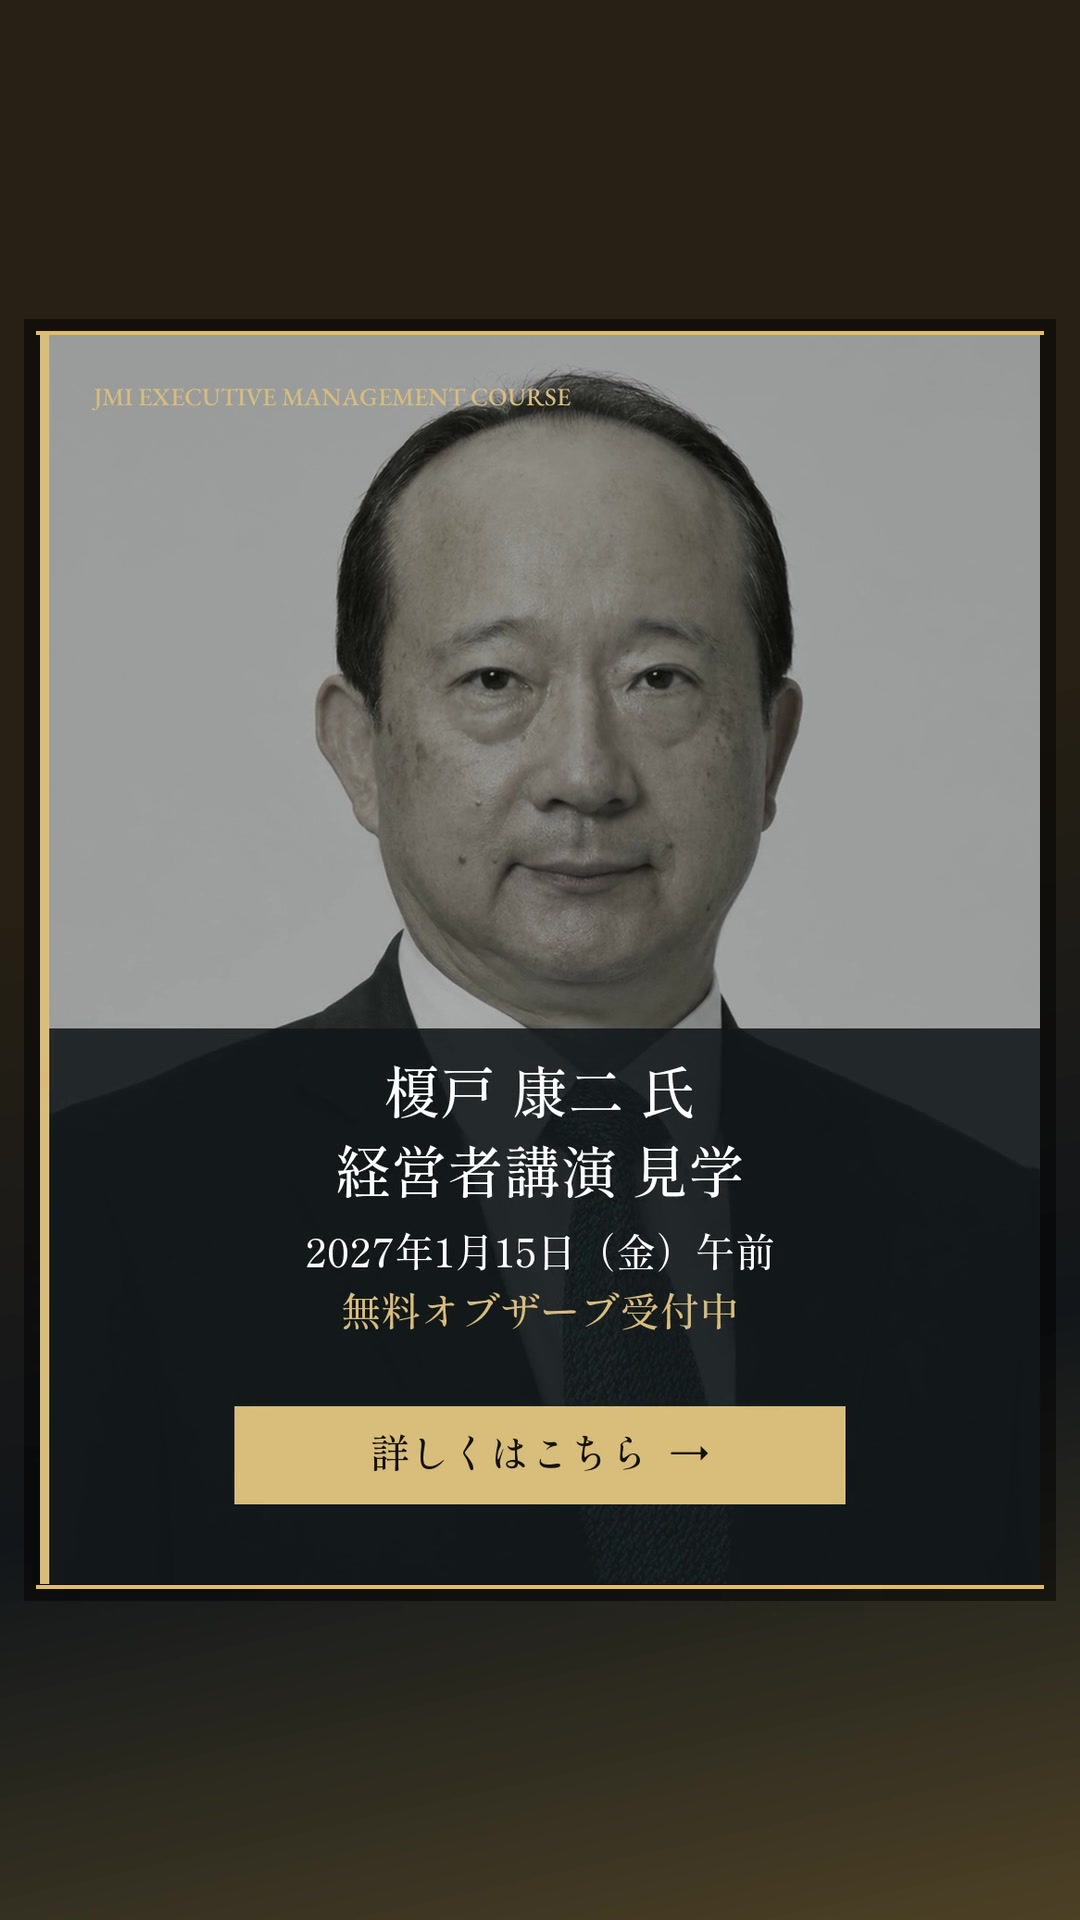 JMI EXECUTIVE MANAGEMENT COURSE
榎戸 康二 氏
経営者講演 見学
2027年1月15日（金）午前
無料オブザーブ受付中
詳しくはこちら →